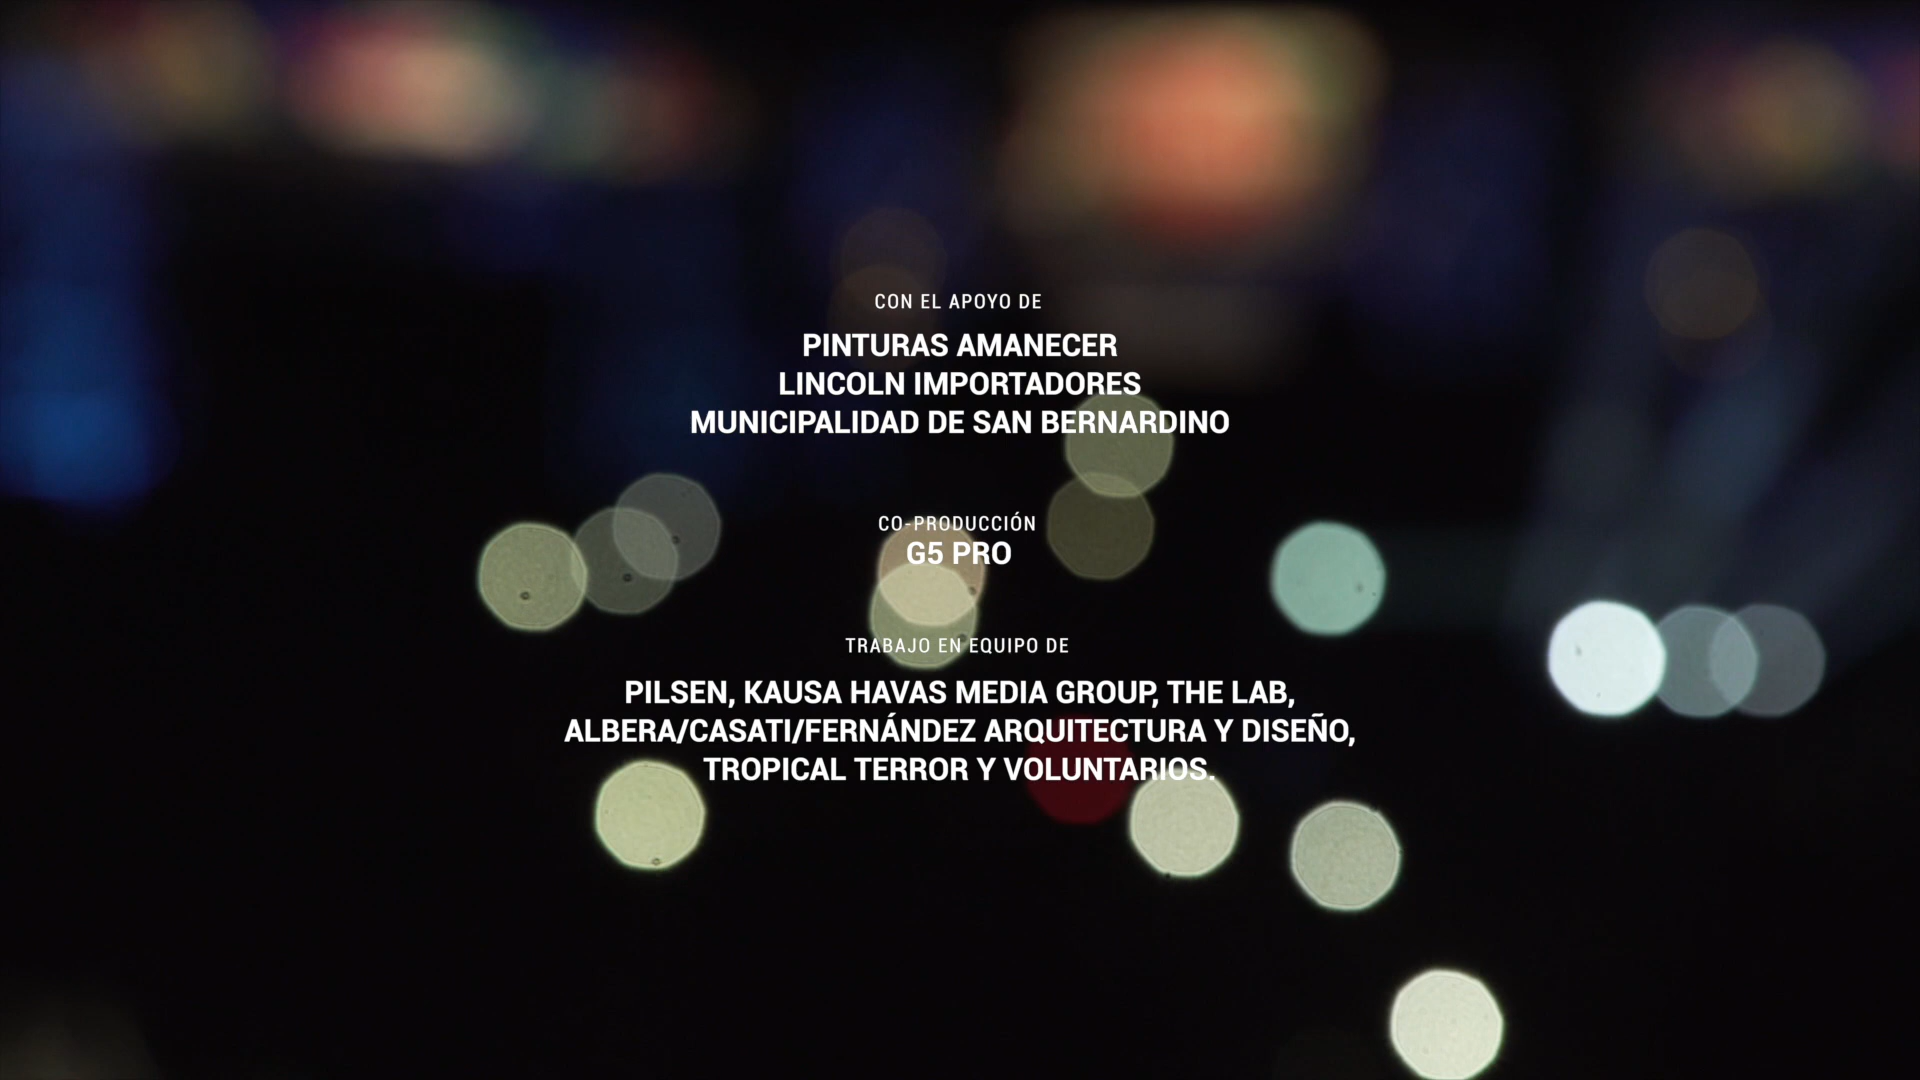 CON EL APOYO DE
PINTURAS AMANECER
LINCOLN IMPORTADORES
MUNICIPALIDAD DE SAN BERNARDINO
CO-PRODUCCIÓN
G5 PRO
TRABAJO EN EQUIPO DE
PILSEN, KAUSA HAVAS MEDIA GROUP, THE LAB,
ALBERA/CASATI/FERNÁNDEZ ARQUITECTURA Y DISEÑO,
TROPICAL TERROR Y VOLUNTARIOS.